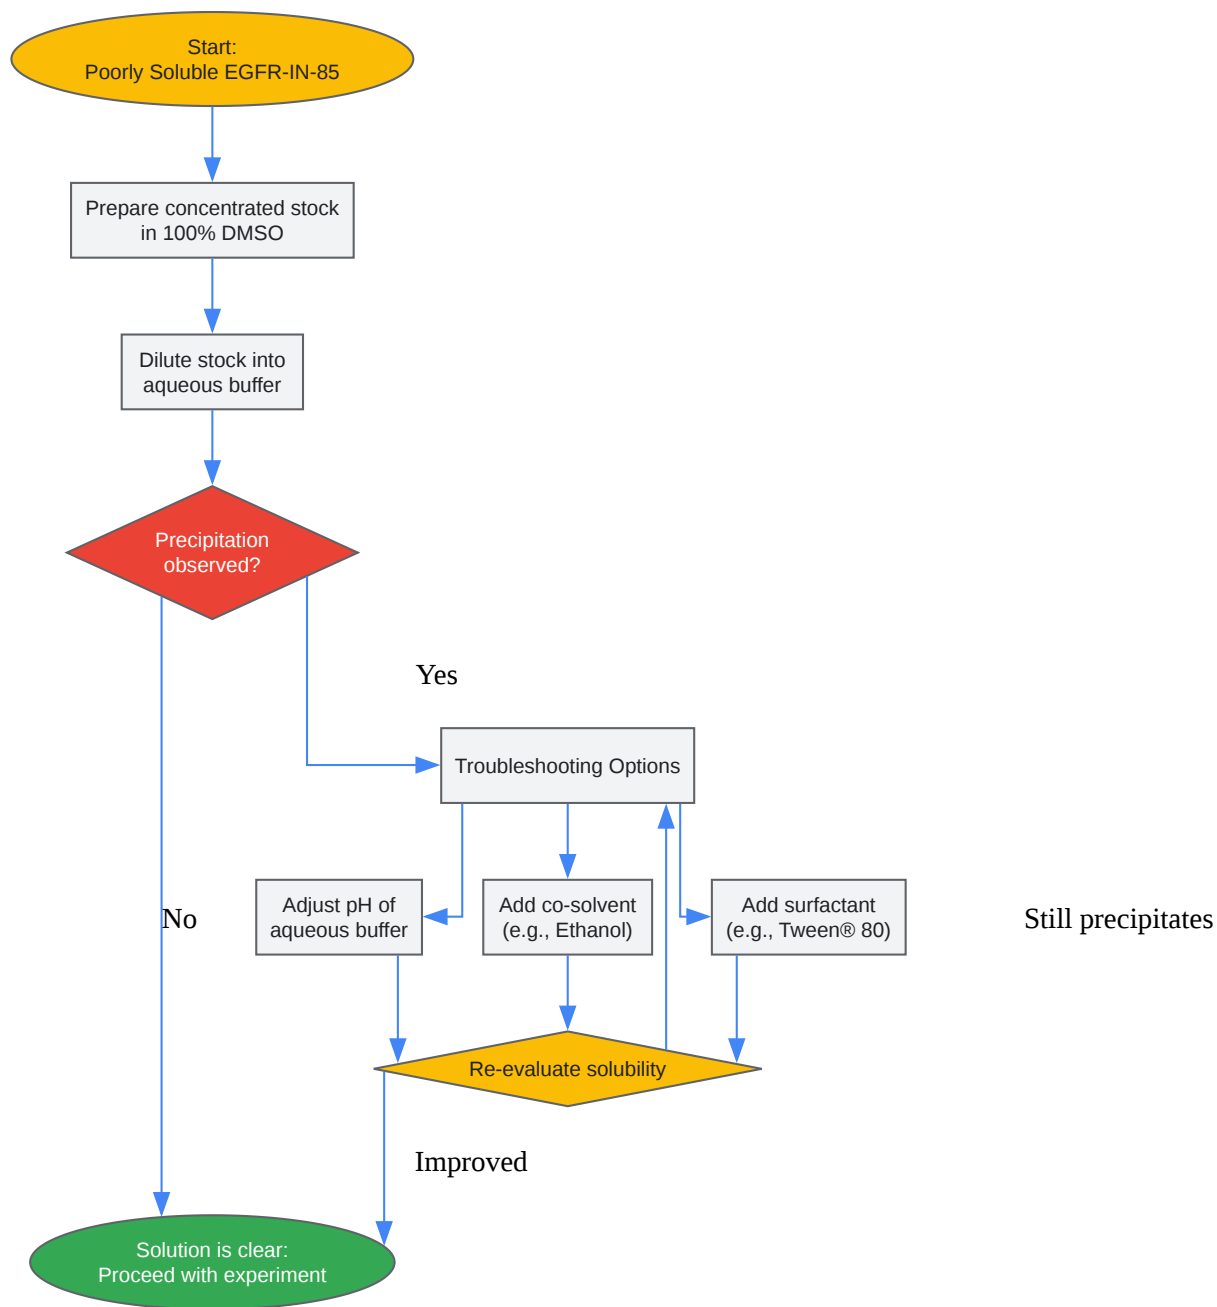 Start:
Poorly Soluble EGFR-IN-85
Prepare concentrated stock
in 100% DMSO
Dilute stock into
aqueous buffer
Precipitation
observed?
Yes
Troubleshooting Options
No
Adjust pH of
aqueous buffer
Add co-solvent
(e.g., Ethanol)
Add surfactant
(e.g., Tween® 80)
Still precipitates
Re-evaluate solubility
Improved
Solution is clear:
Proceed with experiment